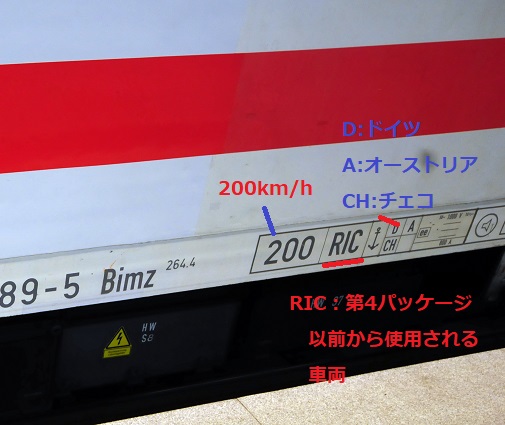 D:ドイツ
A:オーストリア
CH:チェコ
200km/h
200 RIC D A
CH
89-5 Bimz 264.4
RIC:第4パッケージ
以前から使用される
車両
HW